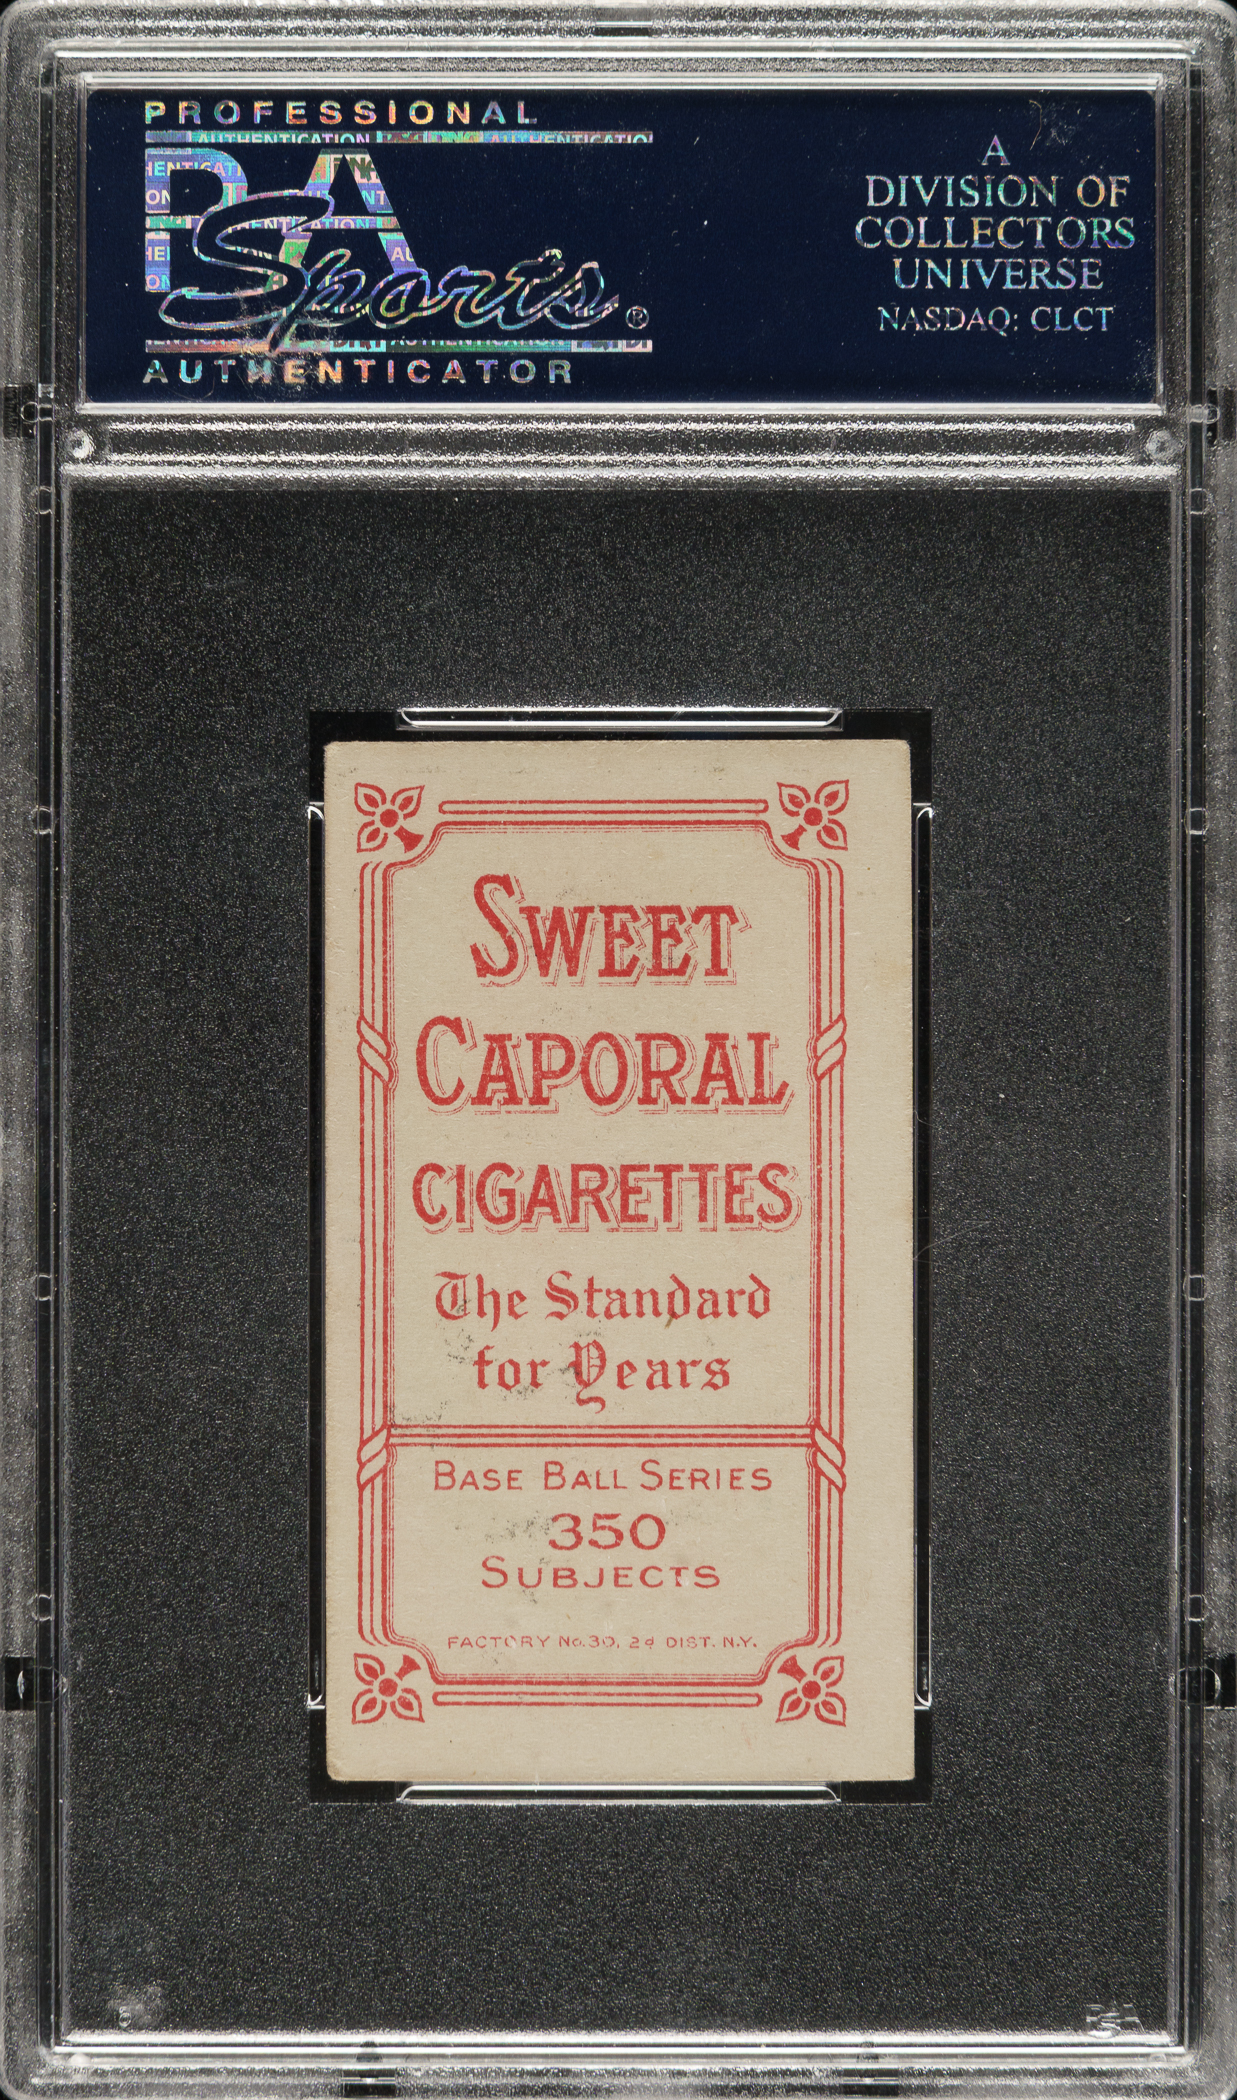 PROFESSIONAL
PSA
Sports®
AUTHENTICATOR
A
DIVISION OF
COLLECTORS
UNIVERSE
NASDAQ: CLCT
SWEET
CAPORAL
CIGARETTES
The Standard
for Years
BASE BALL SERIES
350
SUBJECTS
FACTORY No. 30, 2d DIST. N.Y.
PSA